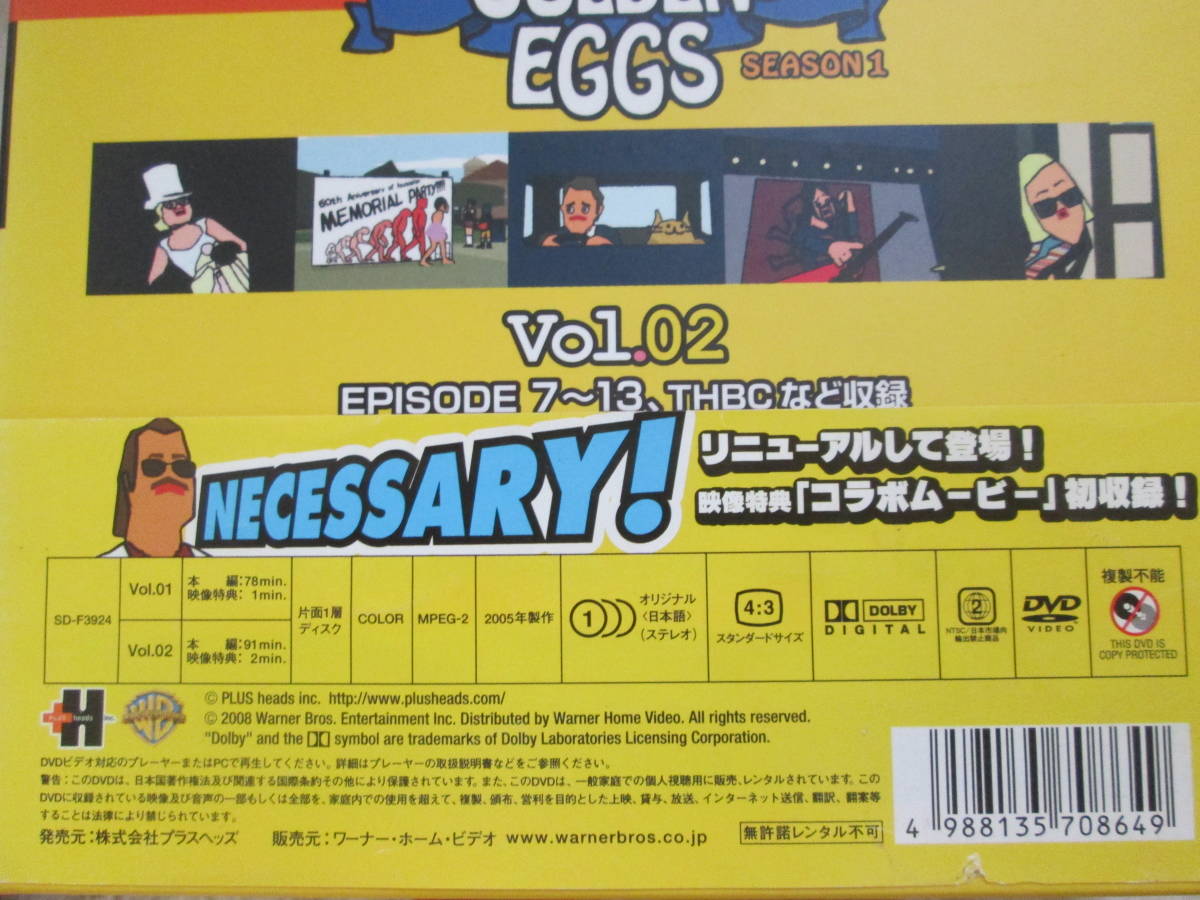 GOLDEN
EGGS
SEASON 1
60th Anniversary of humanoid
MEMORIAL PARTY!!!!
Vol.02
EPISODE 7～13、THBCなど収録
NECESSARY!
リニューアルして登場！
映像特典「コラボムービー」初収録！
SD-F3924
Vol.01
本　編:78min.
映像特典: 1min.
Vol.02
本　編:91min.
映像特典: 2min.
片面1層
ディスク
COLOR
MPEG-2
2005年製作
1
オリジナル
〈日本語〉
(ステレオ)
4:3
スタンダードサイズ
DOLBY
DIGITAL
2
NTSC/日本市場向
輸出禁止商品
DVD
VIDEO
複製不能
THIS DVD IS
COPY PROTECTED
PLUS heads inc.
© PLUS heads inc. http://www.plusheads.com/
© 2008 Warner Bros. Entertainment Inc. Distributed by Warner Home Video. All rights reserved.
"Dolby" and the symbol are trademarks of Dolby Laboratories Licensing Corporation.
DVDビデオ対応のプレーヤーまたはPCで再生してください。詳細はプレーヤーの取扱説明書などをご参照ください。
警告:このDVDは、日本国著作権法及び関連する国際条約その他により保護されています。また、このDVDは、一般家庭での個人視聴用に販売、レンタルされています。この
DVDに収録されている映像及び音声の一部もしくは全部を、家庭内での使用を超えて、複製、頒布、営利を目的とした上映、貸与、放送、インターネット送信、翻訳、翻案等
することは法律により禁じられています。
発売元:株式会社プラスヘッズ　販売元:ワーナー・ホーム・ビデオ www.warnerbros.co.jp
無許諾レンタル不可
4 988135 708649